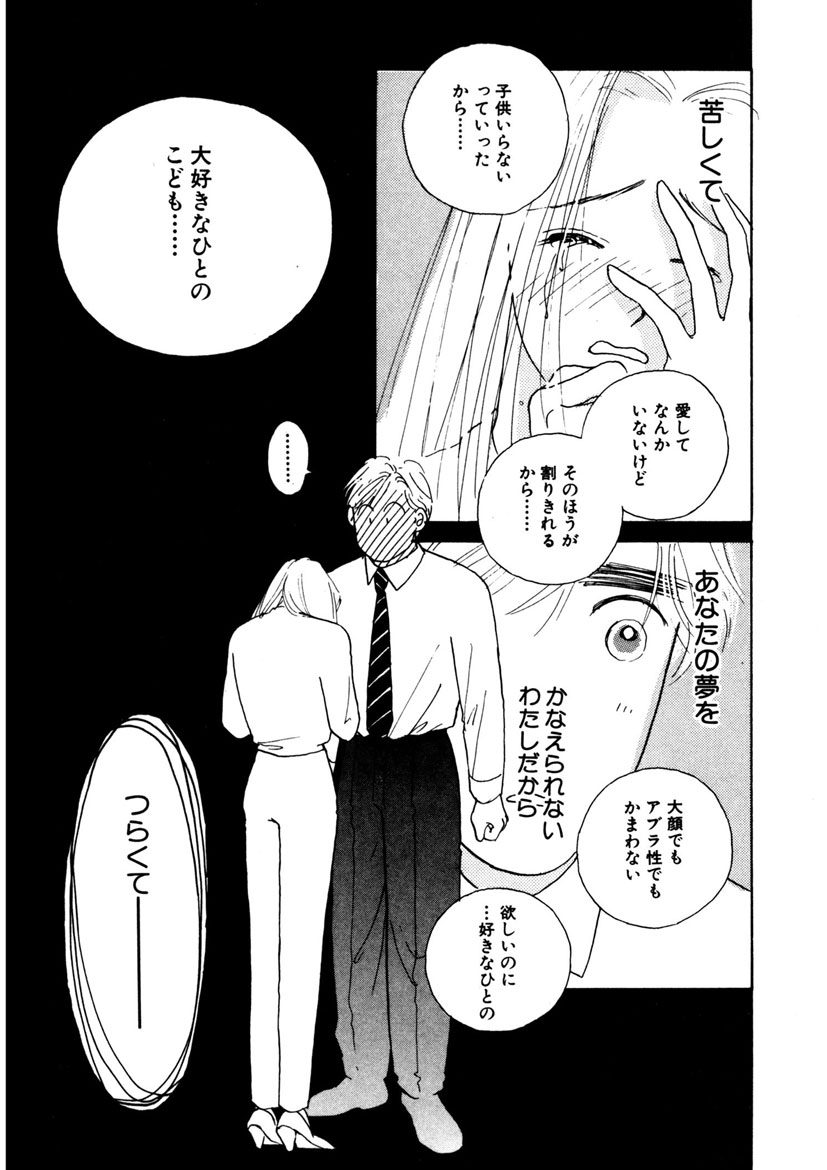 苦しくて
子供いらない
っていった
から……
愛して
なんか
いないけど
そのほうが
割りきれる
から……
あなたの夢を
かなえられない
わたしだから
大顔でも
アブラ性でも
かまわない
欲しいのに
…好きなひとの
大好きなひとの
こども……
………
つらくて――